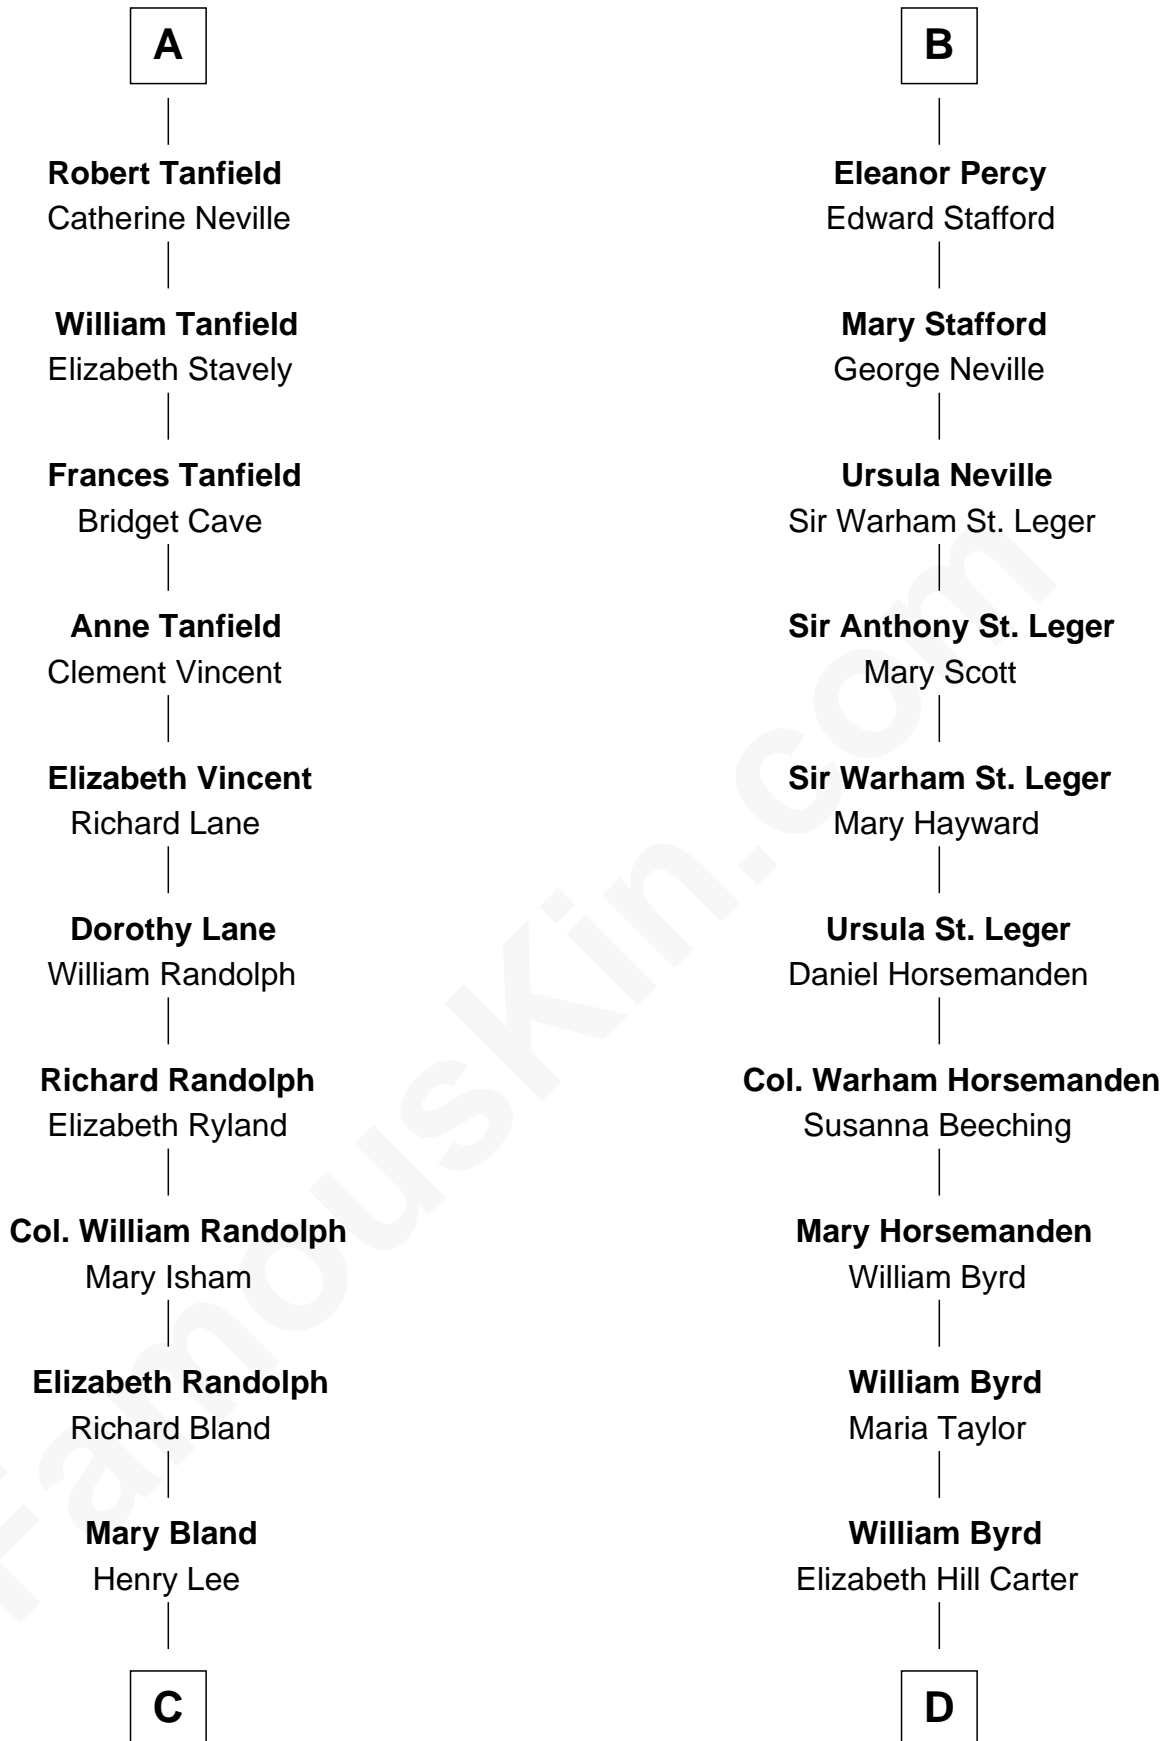 A
Robert Tanfield
Catherine Neville
William Tanfield
Elizabeth Stavely
Frances Tanfield
Bridget Cave
Anne Tanfield
Clement Vincent
Elizabeth Vincent
Richard Lane
Dorothy Lane
William Randolph
Richard Randolph
Elizabeth Ryland
Col. William Randolph
Mary Isham
Elizabeth Randolph
Richard Bland
Mary Bland
Henry Lee
C
B
Eleanor Percy
Edward Stafford
Mary Stafford
George Neville
Ursula Neville
Sir Warham St. Leger
Sir Anthony St. Leger
Mary Scott
Sir Warham St. Leger
Mary Hayward
Ursula St. Leger
Daniel Horsemanden
Col. Warham Horsemanden
Susanna Beeching
Mary Horsemanden
William Byrd
William Byrd
Maria Taylor
William Byrd
Elizabeth Hill Carter
D
FamousKin.com